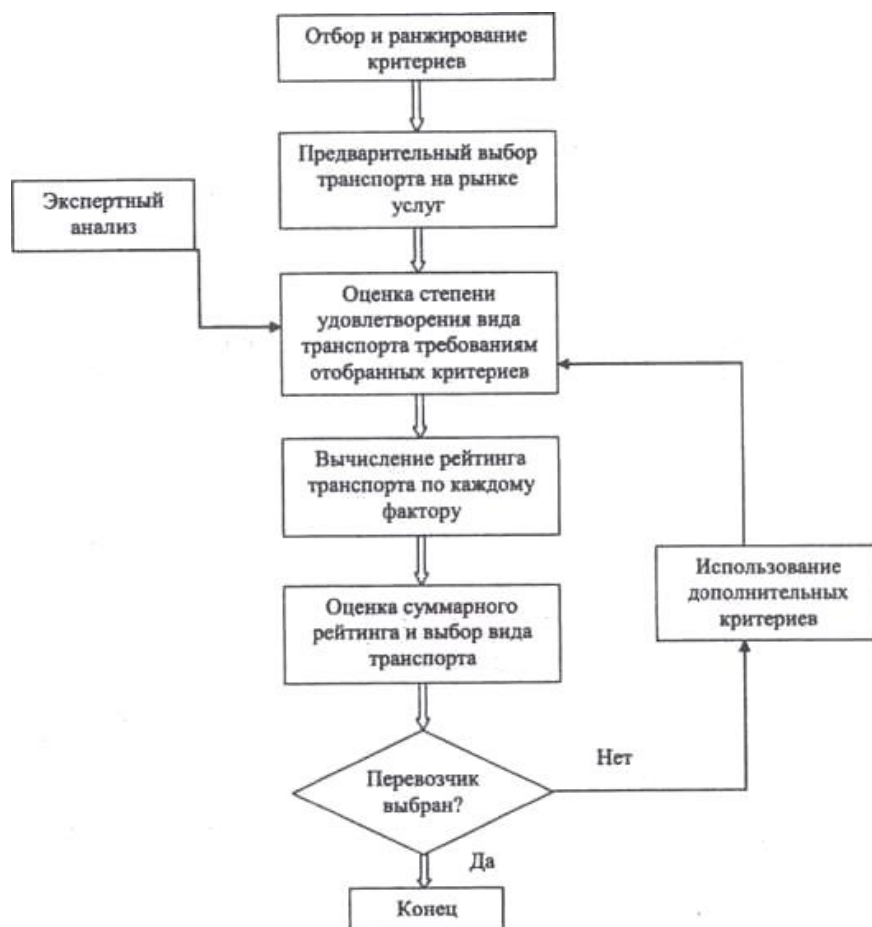 Отбор и ранжирование
критериев
Предварительный выбор
транспорта на рынке
услуг
Экспертный
анализ
Оценка степени
удовлетворения вида
транспорта требованиям
отобранных критериев
Вычисление рейтинга
транспорта по каждому
фактору
Использование
дополнительных
критериев
Оценка суммарного
рейтинга и выбор вида
транспорта
Нет
Перевозчик
выбран?
Да
Конец